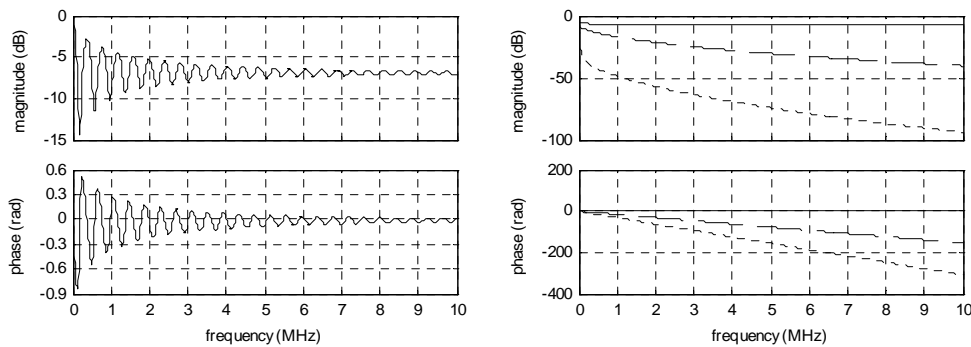 0
-5
-10
-15
magnitude (dB)
0.6
0.3
0
-0.3
-0.6
-0.9
phase (rad)
0 1 2 3 4 5 6 7 8 9 10
frequency (MHz)
0
-50
-100
magnitude (dB)
200
0
-200
-400
phase (rad)
0 1 2 3 4 5 6 7 8 9 10
frequency (MHz)